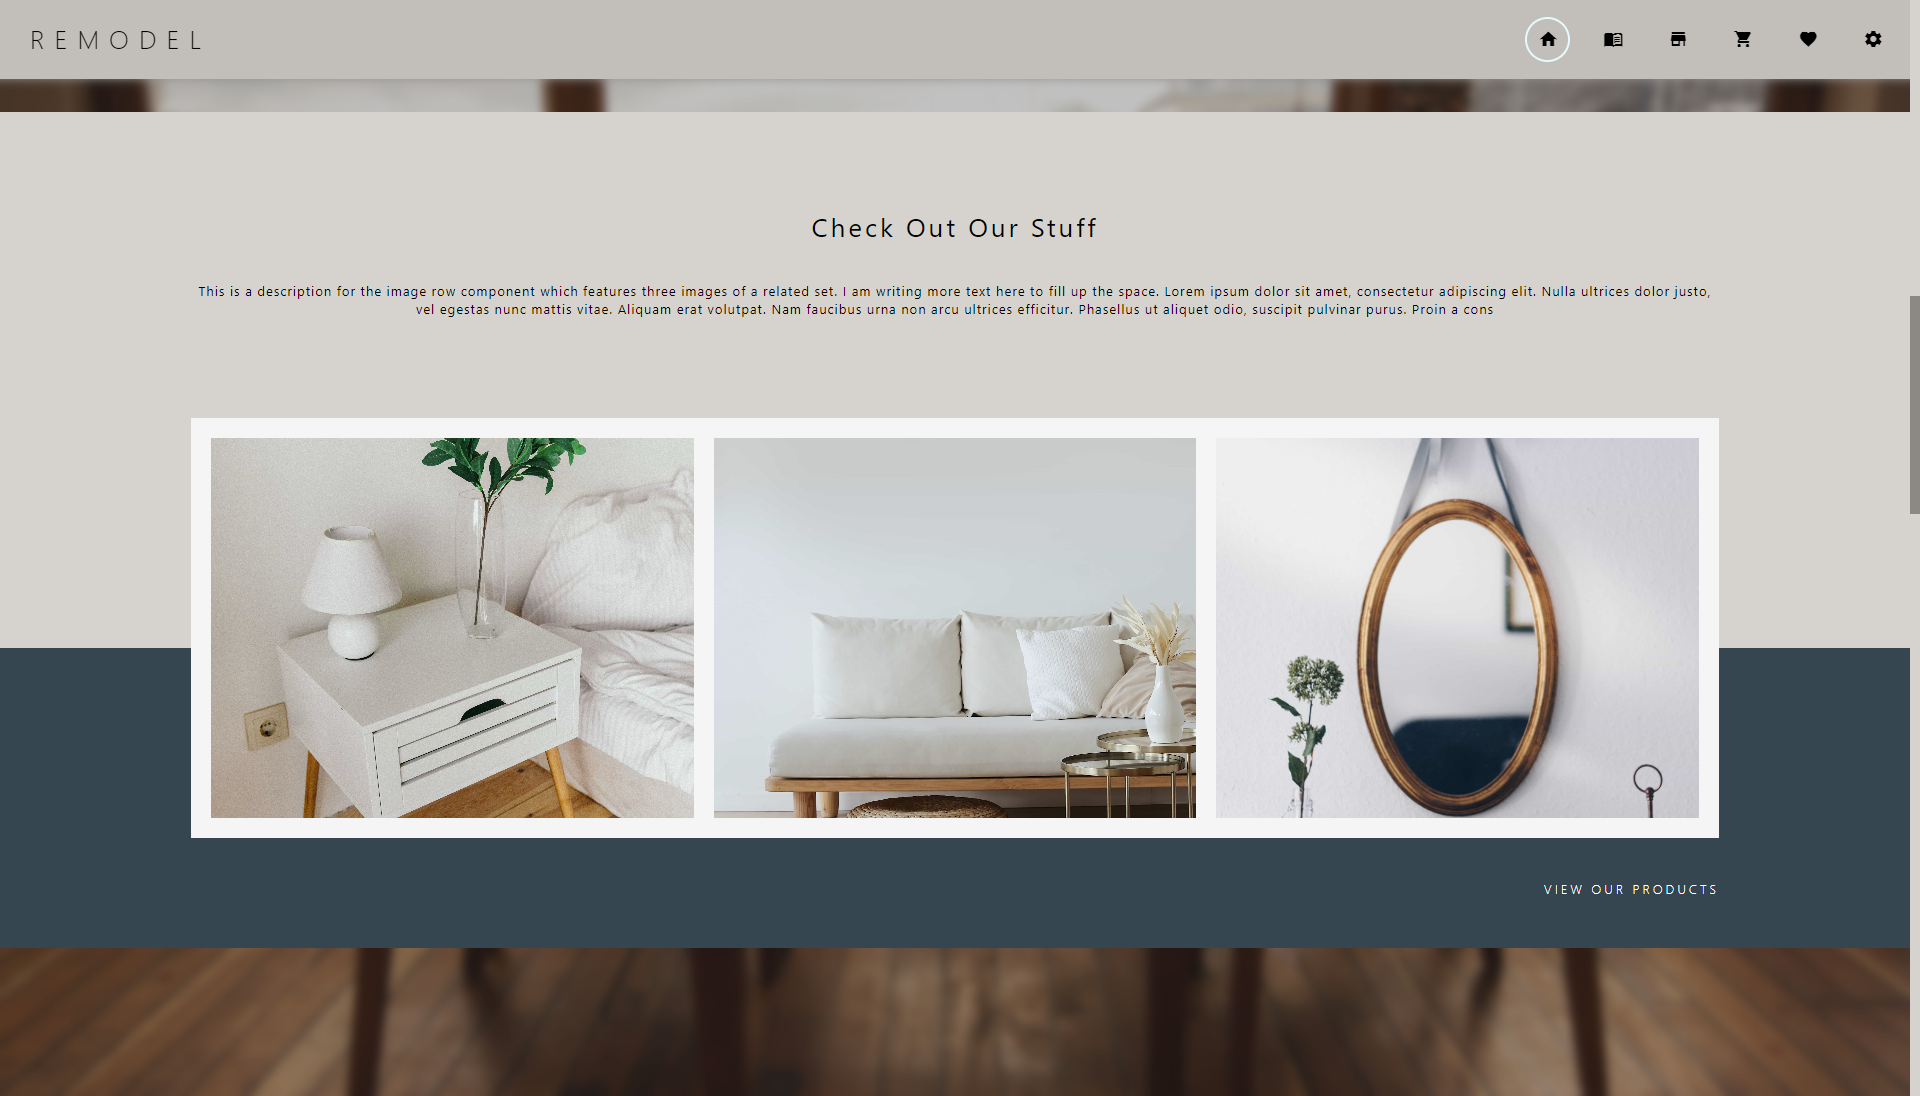 REMODEL
Check Out Our Stuff
This is a description for the image row component which features three images of a related set. I am writing more text here to fill up the space. Lorem ipsum dolor sit amet, consectetur adipiscing elit. Nulla ultrices dolor justo,
vel egestas nunc mattis vitae. Aliquam erat volutpat. Nam faucibus urna non arcu ultrices efficitur. Phasellus ut aliquet odio, suscipit pulvinar purus. Proin a cons
VIEW OUR PRODUCTS